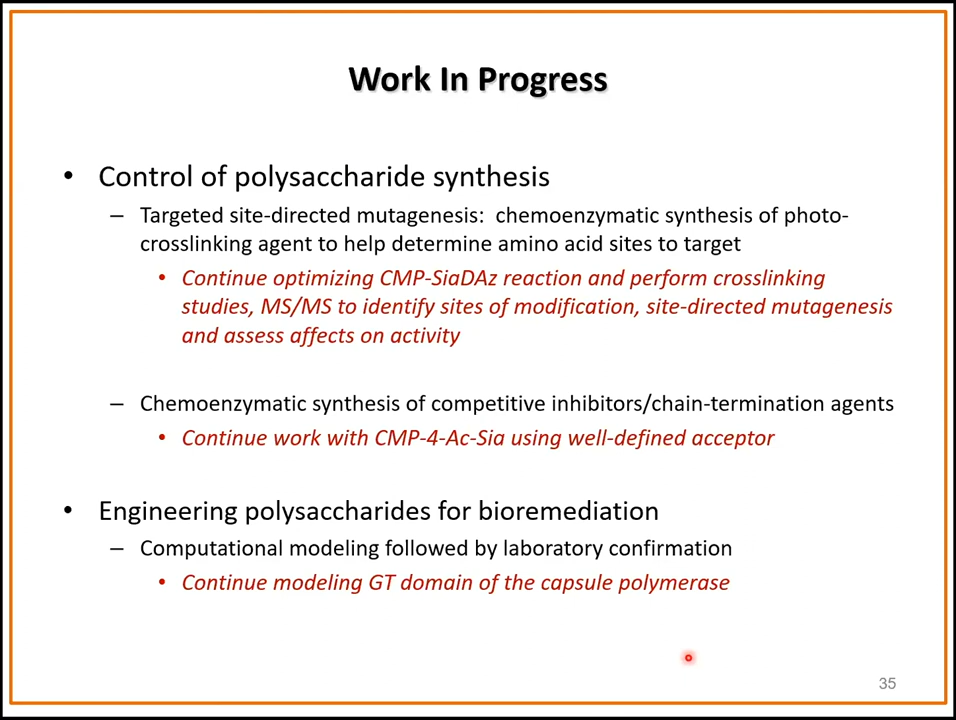 Work In Progress
• Control of polysaccharide synthesis
– Targeted site-directed mutagenesis: chemoenzymatic synthesis of photo-
crosslinking agent to help determine amino acid sites to target
• Continue optimizing CMP-SiaDAz reaction and perform crosslinking
studies, MS/MS to identify sites of modification, site-directed mutagenesis
and assess affects on activity
– Chemoenzymatic synthesis of competitive inhibitors/chain-termination agents
• Continue work with CMP-4-Ac-Sia using well-defined acceptor
• Engineering polysaccharides for bioremediation
– Computational modeling followed by laboratory confirmation
• Continue modeling GT domain of the capsule polymerase
35